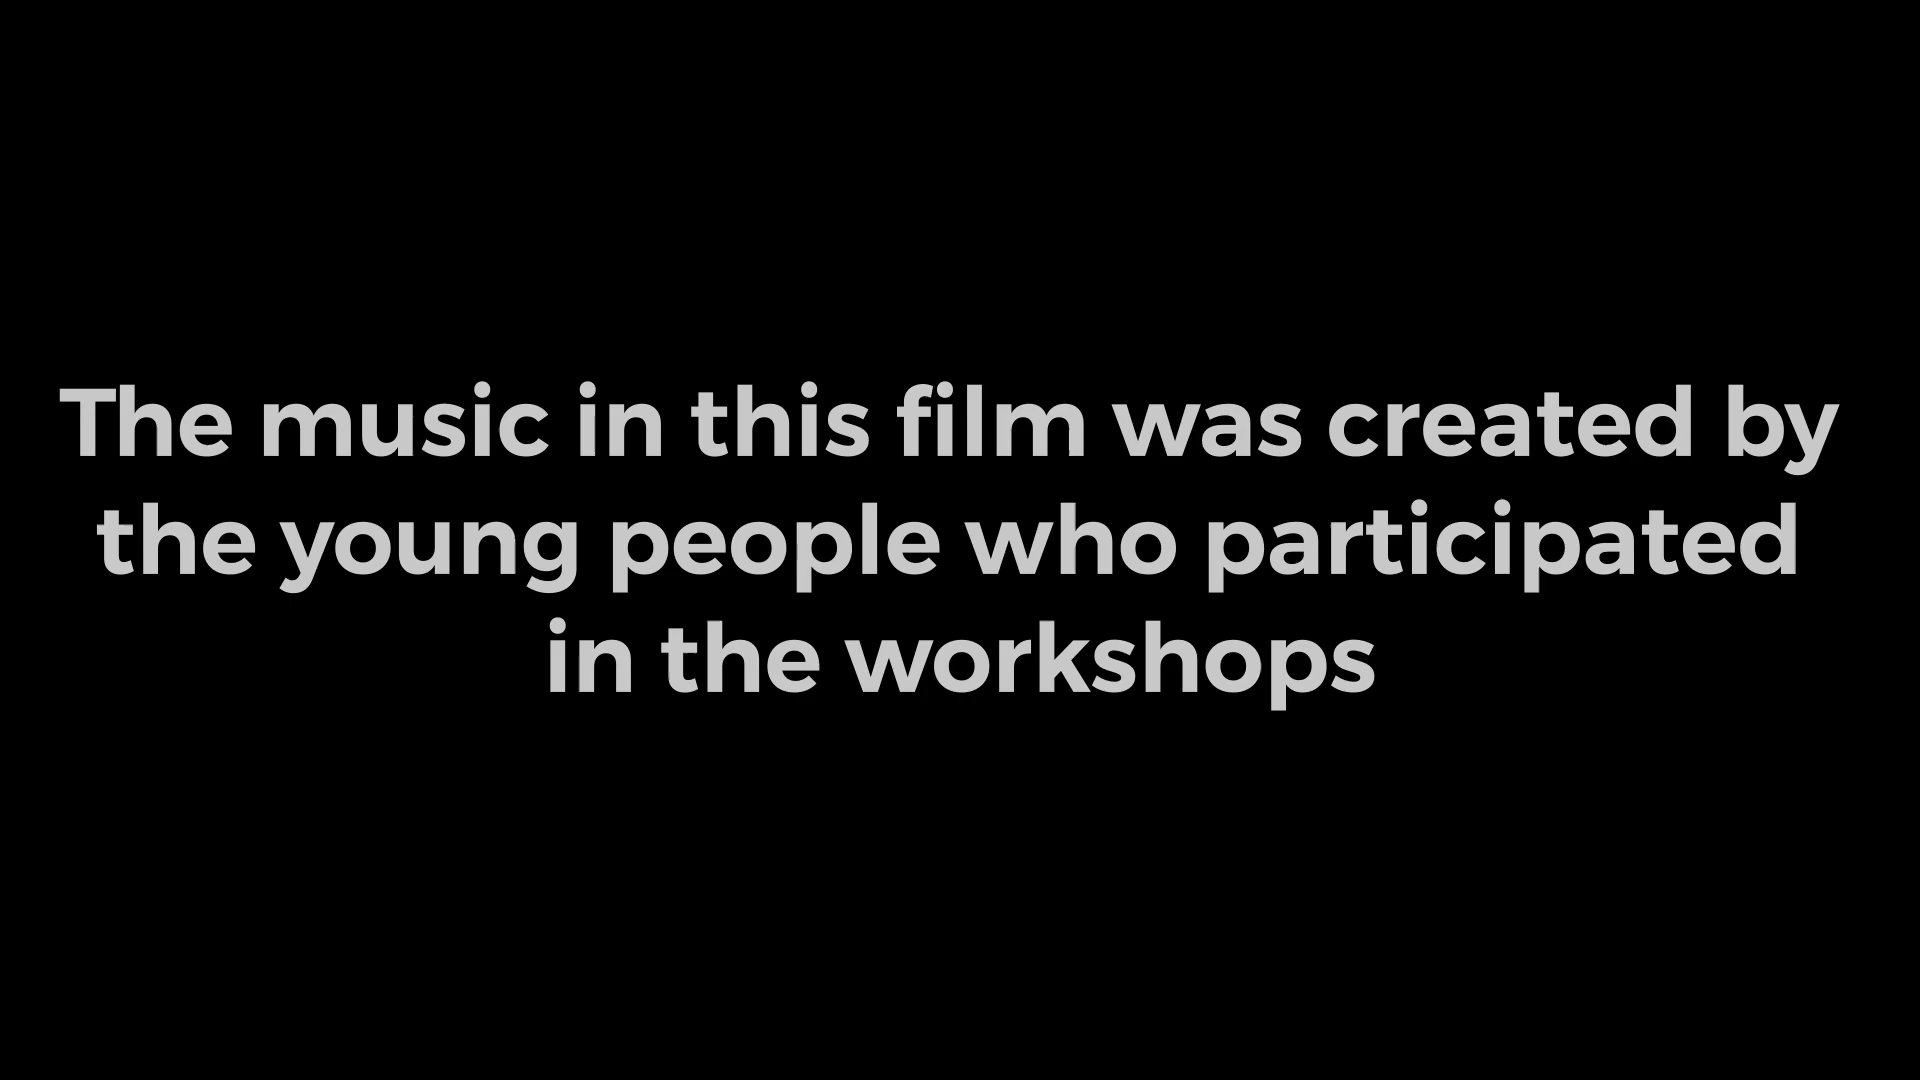 The music in this film was created by
the young people who participated
in the workshops